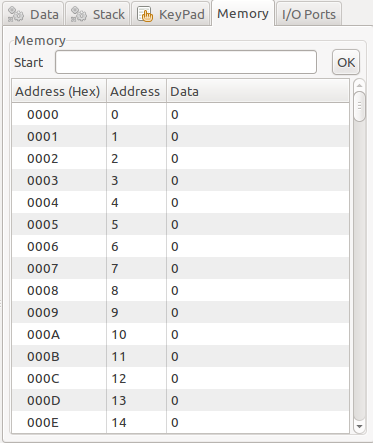 Data Stack KeyPad Memory I/O Ports
Memory
Start OK
Address (Hex) Address Data
0000 0 0
0001 1 0
0002 2 0
0003 3 0
0004 4 0
0005 5 0
0006 6 0
0007 7 0
0008 8 0
0009 9 0
000A 10 0
000B 11 0
000C 12 0
000D 13 0
000E 14 0